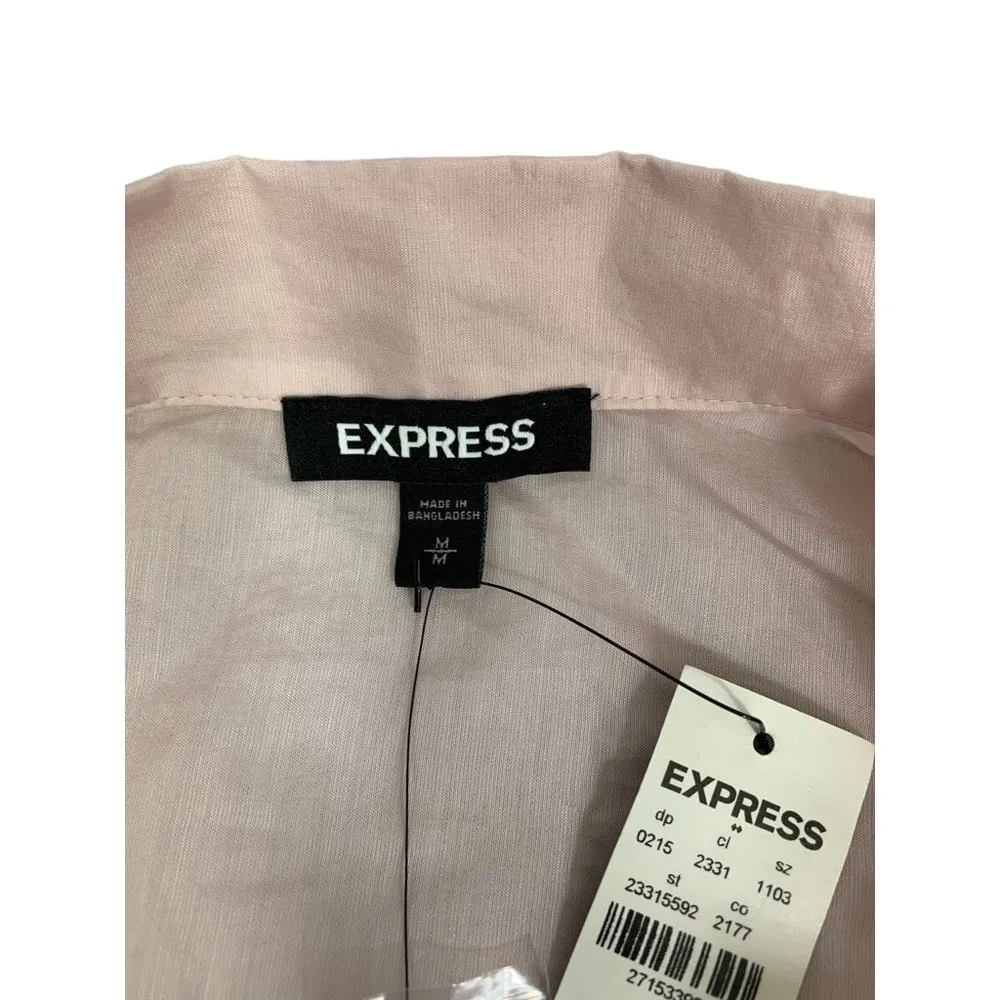 EXPRESS
MADE IN
BANGLADESH
M
M
EXPRESS
dp cl sz
0215 2331 1103
st co
23315592 2177